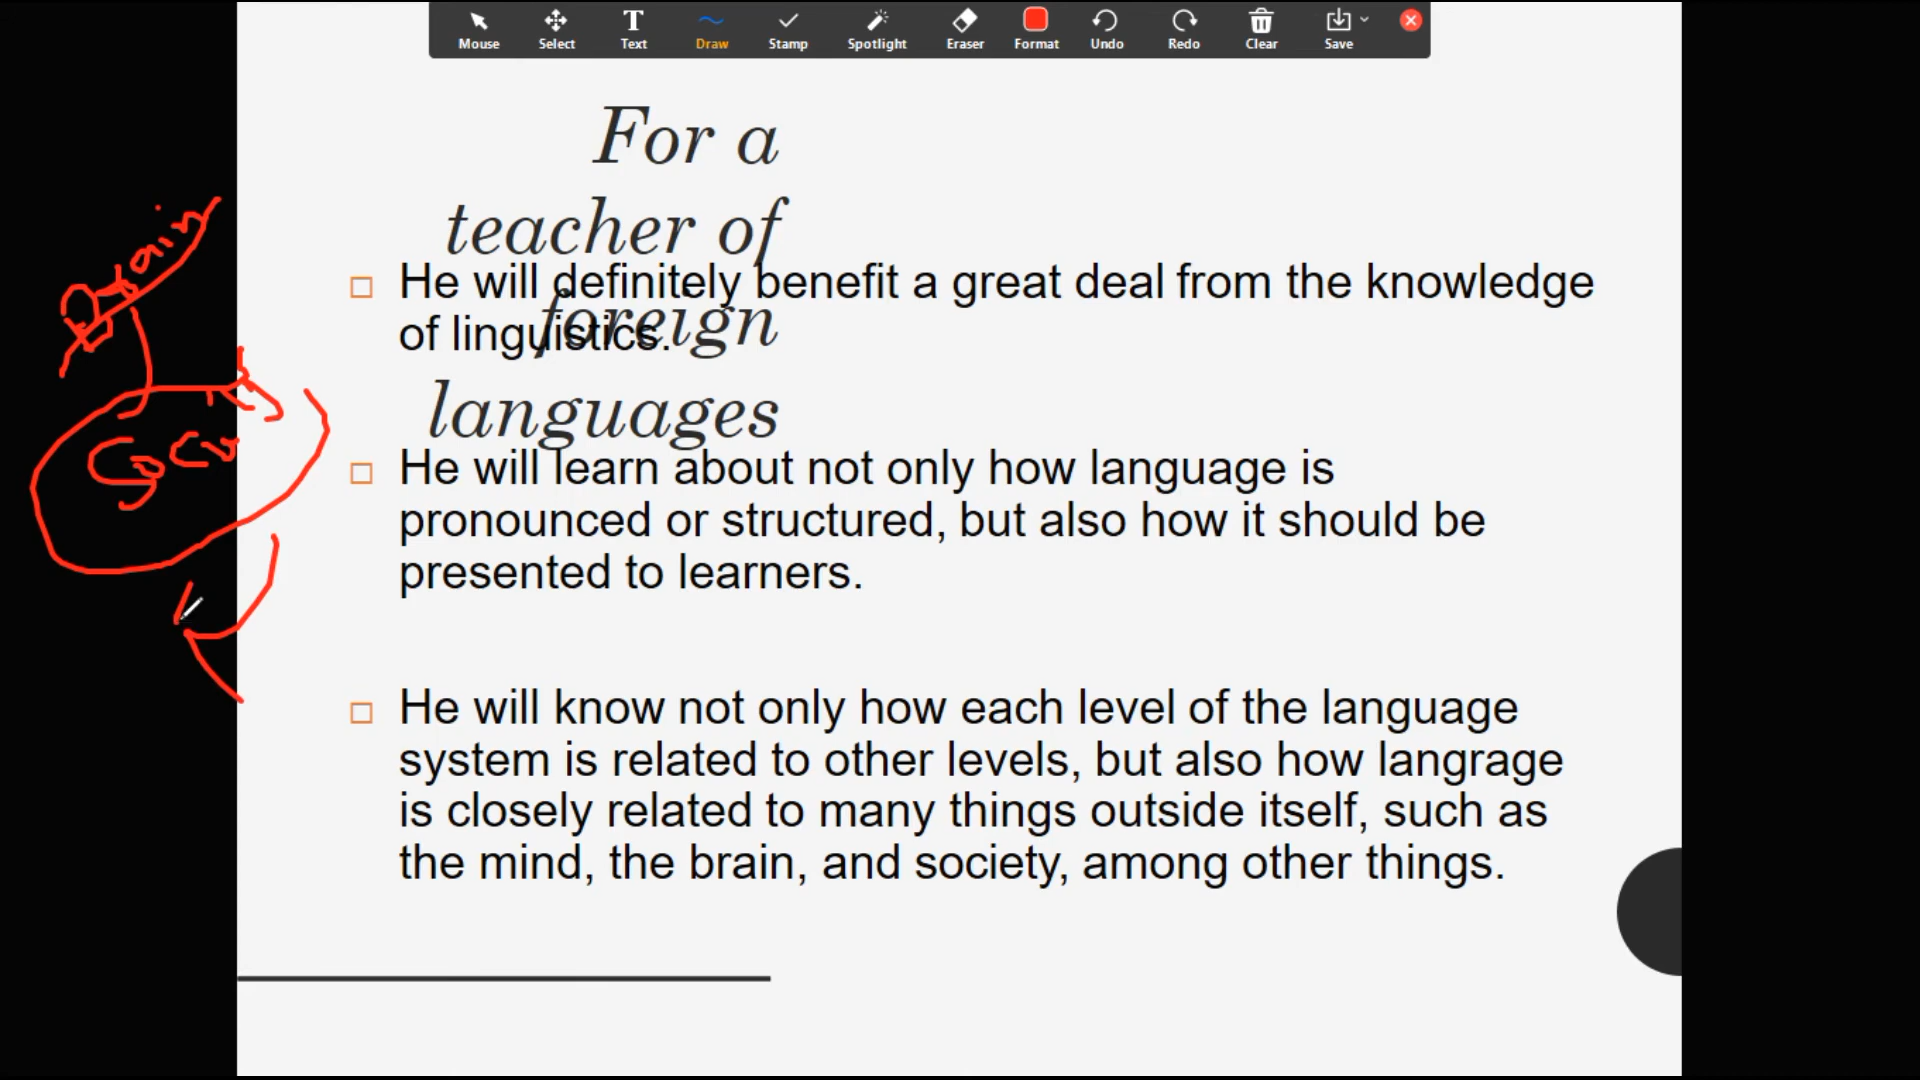 Mouse Select Text Draw Stamp Spotlight Eraser Format Undo Redo Clear Save
For a
teacher of
foreign
languages
He will definitely benefit a great deal from the knowledge
of linguistics.
He will learn about not only how language is
pronounced or structured, but also how it should be
presented to learners.
He will know not only how each level of the language
system is related to other levels, but also how langrage
is closely related to many things outside itself, such as
the mind, the brain, and society, among other things.
Brain